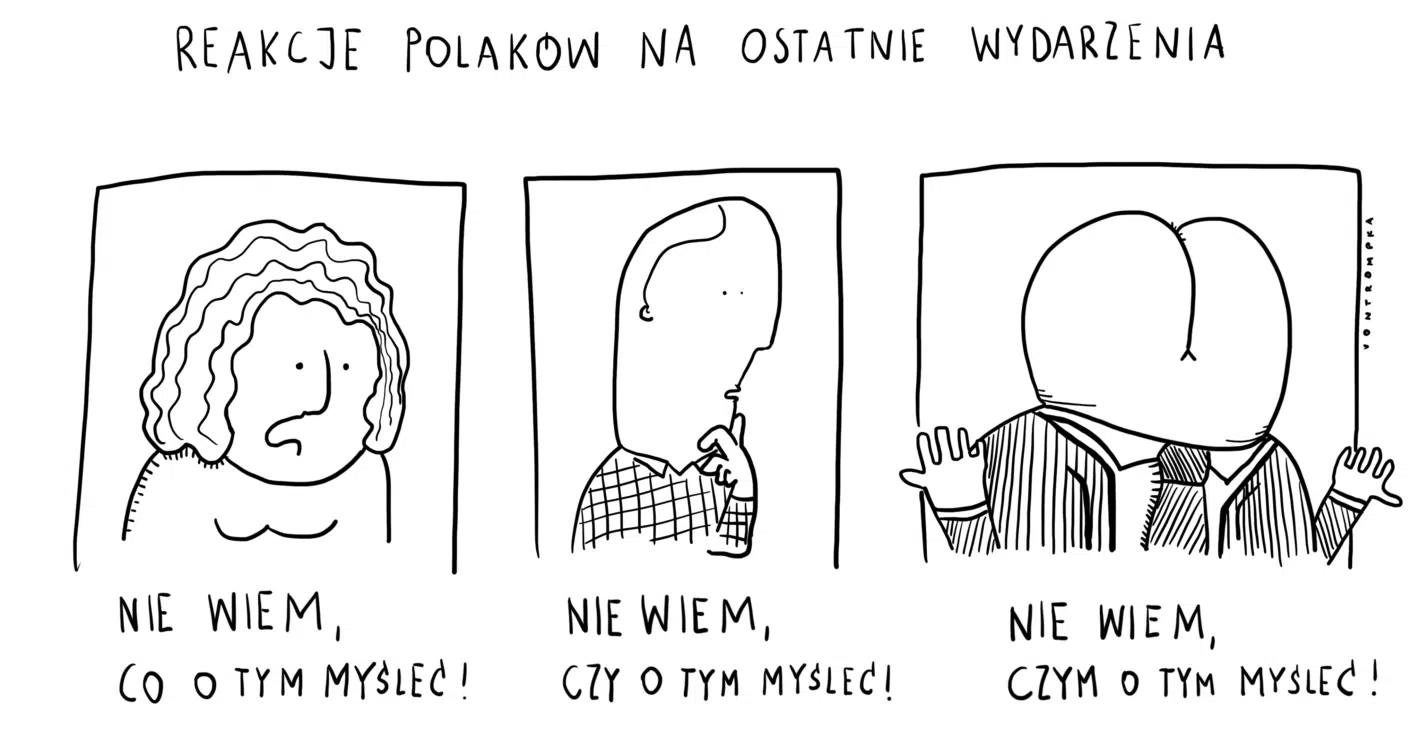 REAKCJE POLAKÓW NA OSTATNIE WYDARZENIA
VONTROMPKA
NIE WIEM,
CO O TYM MYŚLEĆ!
NIE WIEM,
CZY O TYM MYŚLEĆ!
NIE WIEM,
CZYM O TYM MYŚLEĆ!